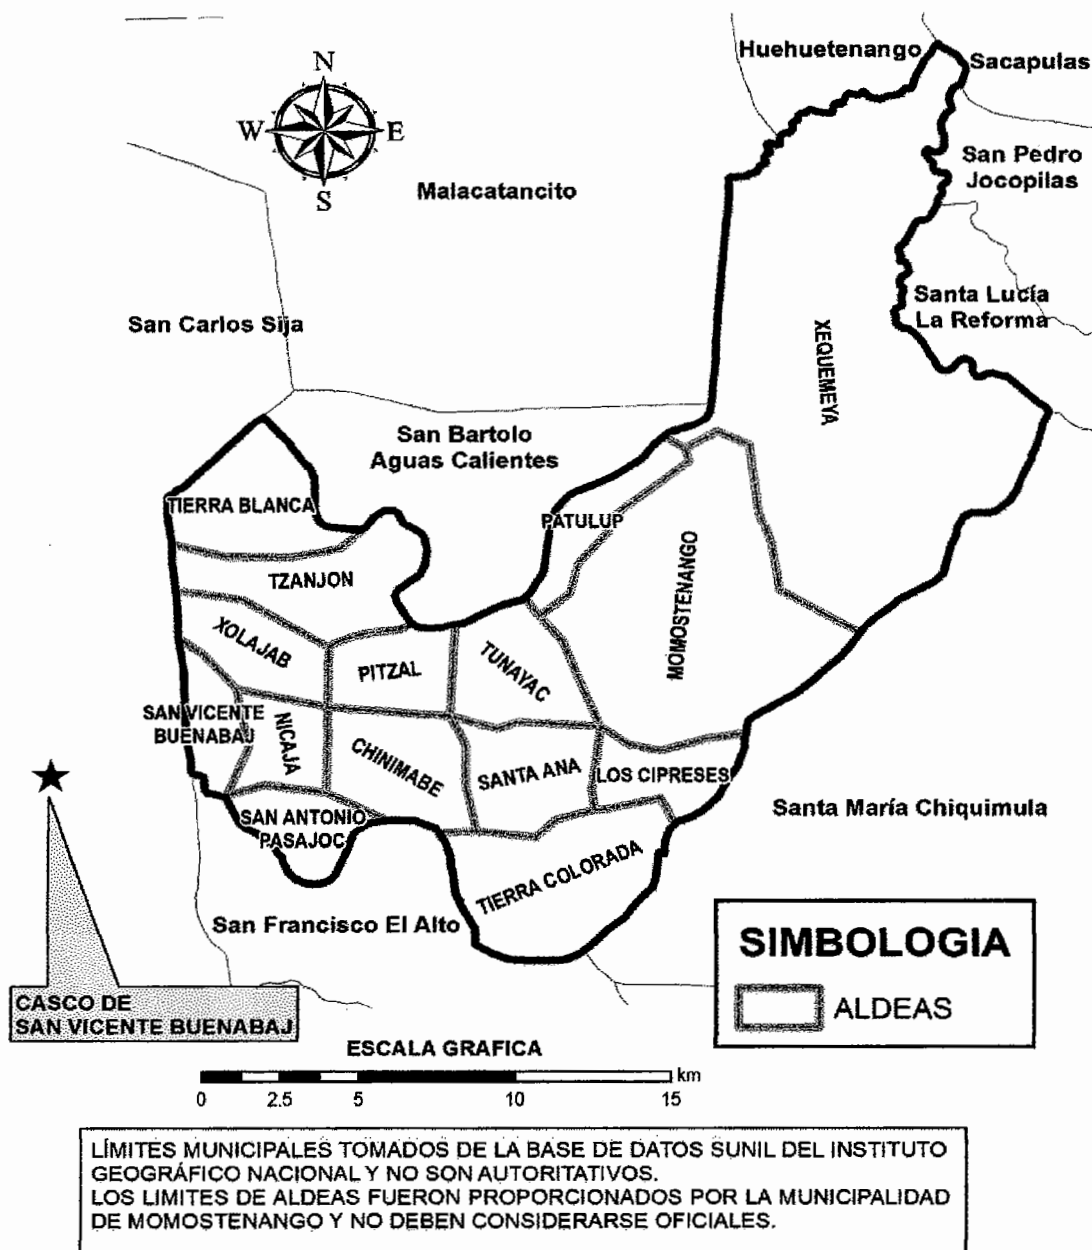 Huehuetenango
Sacapulas
N
W E
S
San Pedro
Jocopilas
Malacatancito
Santa Lucía
La Reforma
San Carlos Sija
XEQUEMEYA
San Bartolo
Aguas Calientes
TIERRA BLANCA
PATULUP
TZANJON
MOMOSTENANGO
XOLAJAB
PITZAL
TUNAYAC
SAN VICENTE
BUENABAJ
NICAJA
CHINIMABE
SANTA ANA
LOS CIPRESES
SAN ANTONIO
PASAJOC
Santa María Chiquimula
TIERRA COLORADA
San Francisco El Alto
SIMBOLOGIA
ALDEAS
CASCO DE
SAN VICENTE BUENABAJ
ESCALA GRAFICA
km
0 2.5 5 10 15
LÍMITES MUNICIPALES TOMADOS DE LA BASE DE DATOS SUNIL DEL INSTITUTO
GEOGRÁFICO NACIONAL Y NO SON AUTORITATIVOS.
LOS LIMITES DE ALDEAS FUERON PROPORCIONADOS POR LA MUNICIPALIDAD
DE MOMOSTENANGO Y NO DEBEN CONSIDERARSE OFICIALES.